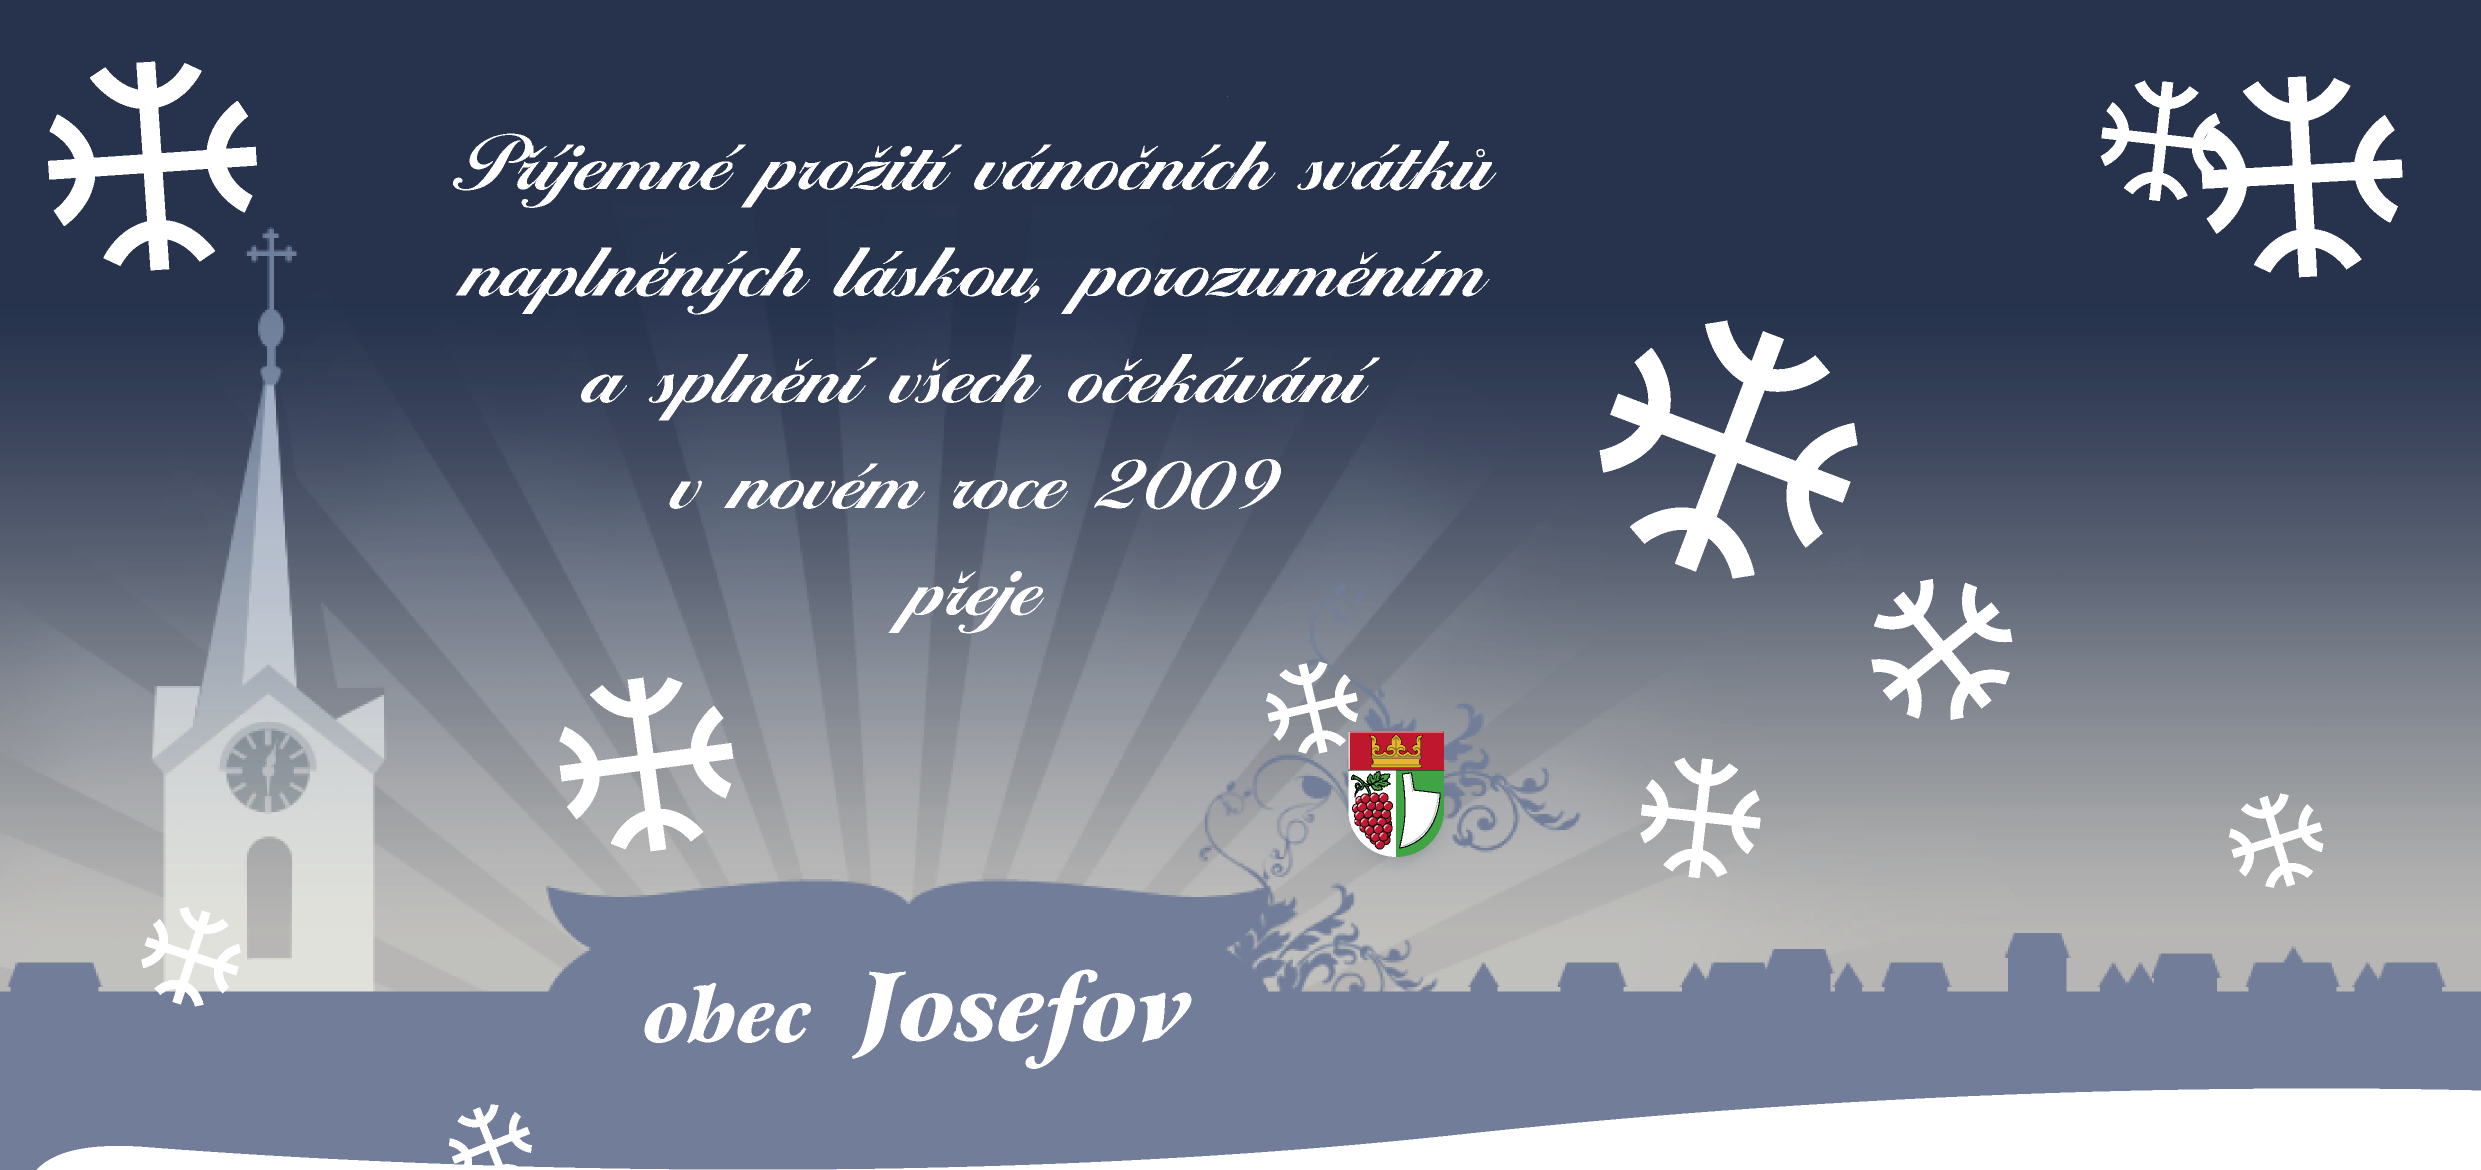 Příjemné prožití vánočních svátků
naplněných láskou, porozuměním
a splnění všech očekávání
v novém roce 2009
přeje
obec Josefov